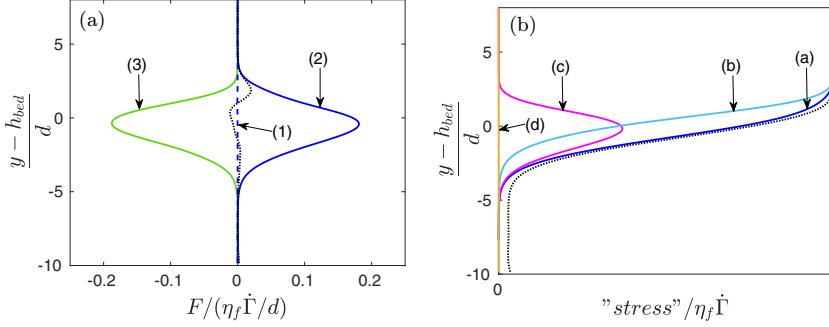 (a)
(3)
(2)
(1)
5
0
-5
-10
y − h_bed
d
-0.2
-0.1
0
0.1
0.2
F/(η_f Γ̇/d)
(b)
(c)
(b)
(a)
(d)
5
0
-5
-10
y − h_bed
d
0
"stress"/η_f Γ̇